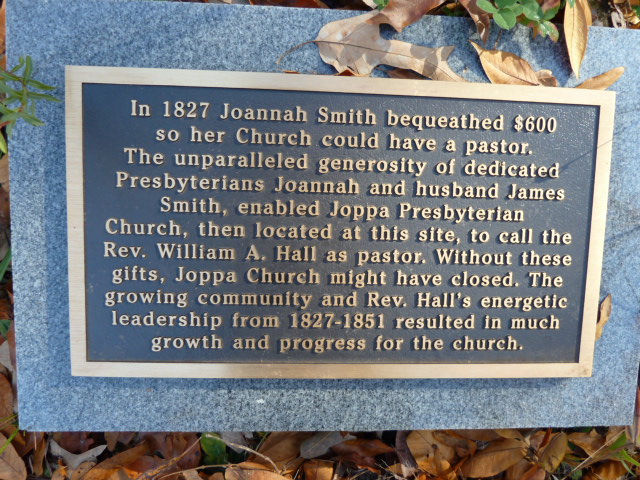 In 1827 Joannah Smith bequeathed $600
so her Church could have a pastor.
The unparalleled generosity of dedicated
Presbyterians Joannah and husband James
Smith, enabled Joppa Presbyterian
Church, then located at this site, to call the
Rev. William A. Hall as pastor. Without these
gifts, Joppa Church might have closed. The
growing community and Rev. Hall's energetic
leadership from 1827-1851 resulted in much
growth and progress for the church.